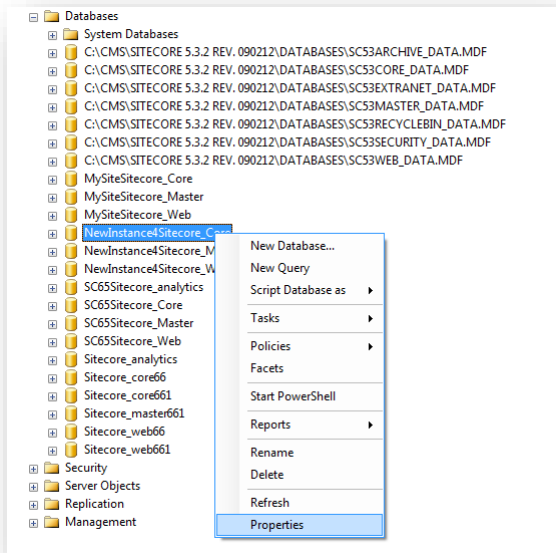 Databases
System Databases
C:\CMS\SITECORE 5.3.2 REV. 090212\DATABASES\SC53ARCHIVE_DATA.MDF
C:\CMS\SITECORE 5.3.2 REV. 090212\DATABASES\SC53CORE_DATA.MDF
C:\CMS\SITECORE 5.3.2 REV. 090212\DATABASES\SC53EXTRANET_DATA.MDF
C:\CMS\SITECORE 5.3.2 REV. 090212\DATABASES\SC53MASTER_DATA.MDF
C:\CMS\SITECORE 5.3.2 REV. 090212\DATABASES\SC53RECYCLEBIN_DATA.MDF
C:\CMS\SITECORE 5.3.2 REV. 090212\DATABASES\SC53SECURITY_DATA.MDF
C:\CMS\SITECORE 5.3.2 REV. 090212\DATABASES\SC53WEB_DATA.MDF
MySiteSitecore_Core
MySiteSitecore_Master
MySiteSitecore_Web
NewInstance4Sitecore_Core
NewInstance4Sitecore_M
NewInstance4Sitecore_W
SC65Sitecore_analytics
SC65Sitecore_Core
SC65Sitecore_Master
SC65Sitecore_Web
Sitecore_analytics
Sitecore_core66
Sitecore_core661
Sitecore_master661
Sitecore_web66
Sitecore_web661
Security
Server Objects
Replication
Management
New Database...
New Query
Script Database as
Tasks
Policies
Facets
Start PowerShell
Reports
Rename
Delete
Refresh
Properties